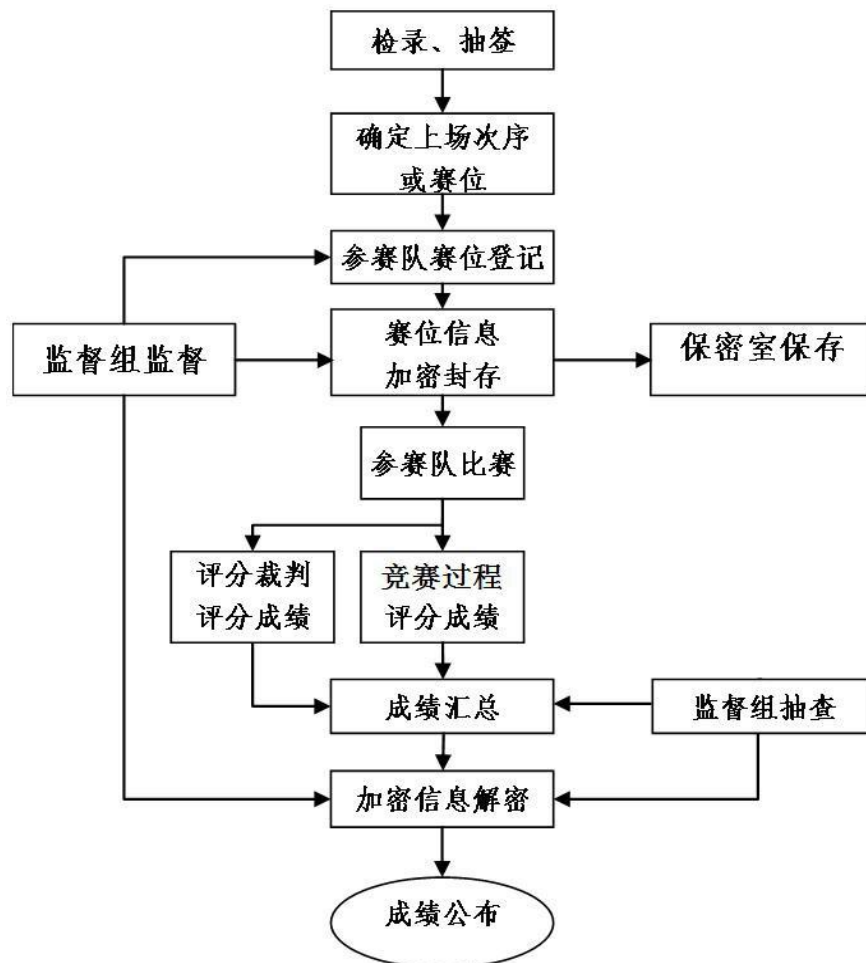 检录、抽签
确定上场次序
或赛位
参赛队赛位登记
监督组监督
赛位信息
加密封存
保密室保存
参赛队比赛
评分裁判
评分成绩
竞赛过程
评分成绩
成绩汇总
监督组抽查
加密信息解密
成绩公布